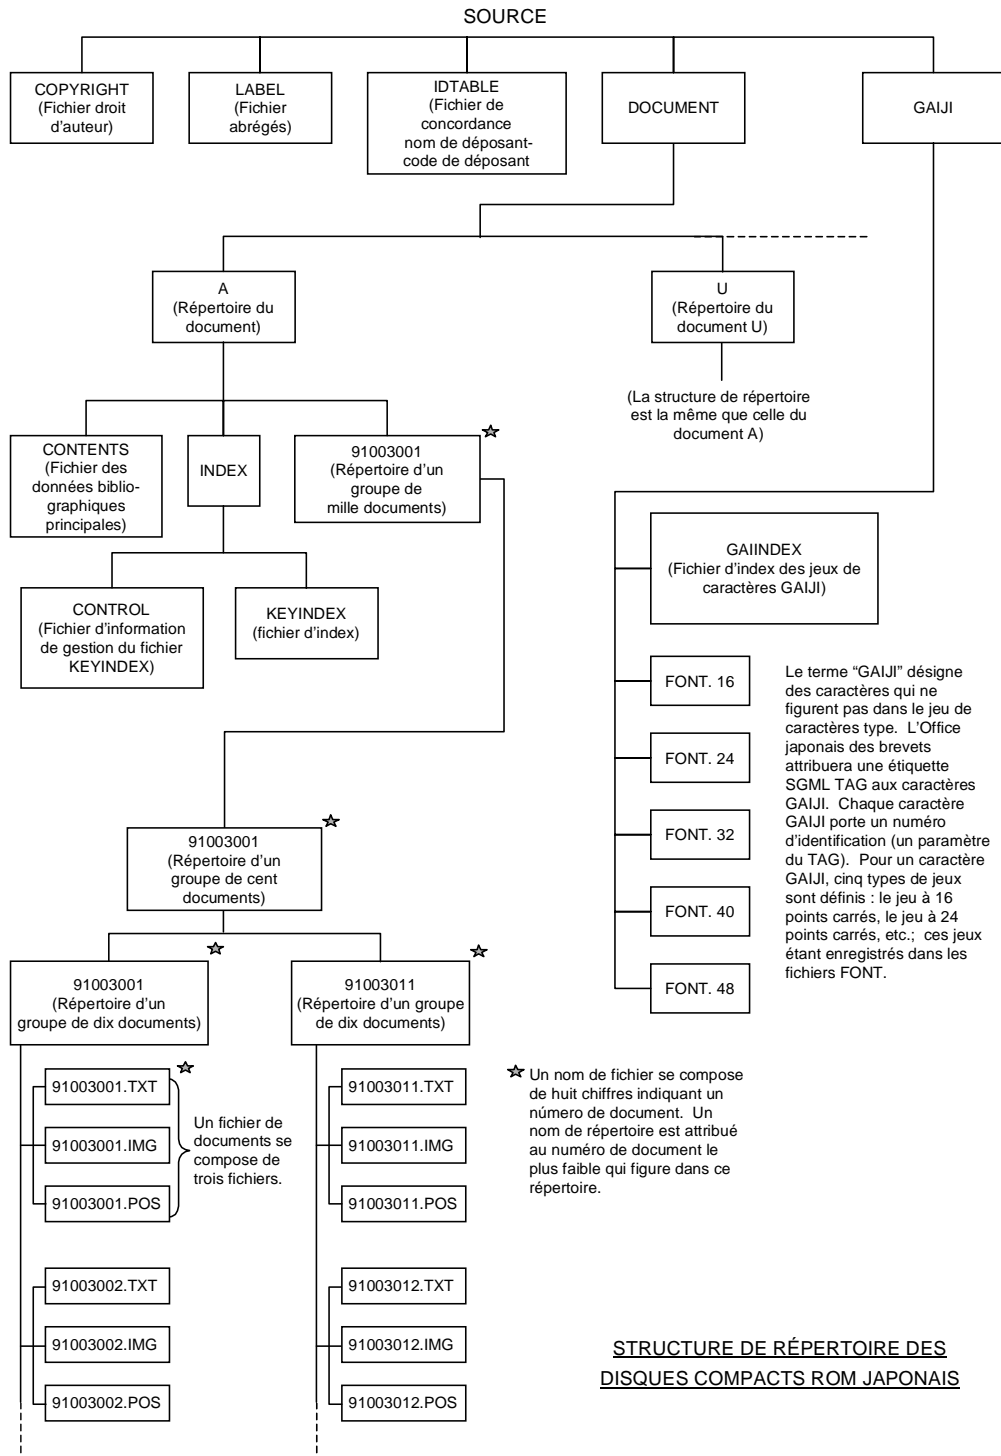 SOURCE
COPYRIGHT
(Fichier droit
d'auteur)
LABEL
(Fichier
abrégés)
IDTABLE
(Fichier de
concordance
nom de déposant-
code de déposant
DOCUMENT
GAIJI
A
(Répertoire du
document)
U
(Répertoire du
document U)
(La structure de répertoire
est la même que celle du
document A)
CONTENTS
(Fichier des
données biblio-
graphiques
principales)
INDEX
91003001
(Répertoire d'un
groupe de
mille documents)
CONTROL
(Fichier d'information
de gestion du fichier
KEYINDEX)
KEYINDEX
(fichier d'index)
GAIINDEX
(Fichier d'index des jeux de
caractères GAIJI)
FONT. 16
FONT. 24
FONT. 32
FONT. 40
FONT. 48
Le terme “GAIJI” désigne
des caractères qui ne
figurent pas dans le jeu de
caractères type. L'Office
japonais des brevets
attribuera une étiquette
SGML TAG aux caractères
GAIJI. Chaque caractère
GAIJI porte un numéro
d'identification (un paramètre
du TAG). Pour un caractère
GAIJI, cinq types de jeux
sont définis : le jeu à 16
points carrés, le jeu à 24
points carrés, etc.; ces jeux
étant enregistrés dans les
fichiers FONT.
91003001
(Répertoire d'un
groupe de cent
documents)
91003001
(Répertoire d'un
groupe de dix documents)
91003011
(Répertoire d'un groupe
de dix documents)
91003001.TXT
91003001.IMG
91003001.POS
Un fichier de
documents se
compose de
trois fichiers.
91003002.TXT
91003002.IMG
91003002.POS
91003011.TXT
91003011.IMG
91003011.POS
91003012.TXT
91003012.IMG
91003012.POS
Un nom de fichier se compose
de huit chiffres indiquant un
número de document. Un
nom de répertoire est attribué
au numéro de document le
plus faible qui figure dans ce
répertoire.
STRUCTURE DE RÉPERTOIRE DES
DISQUES COMPACTS ROM JAPONAIS